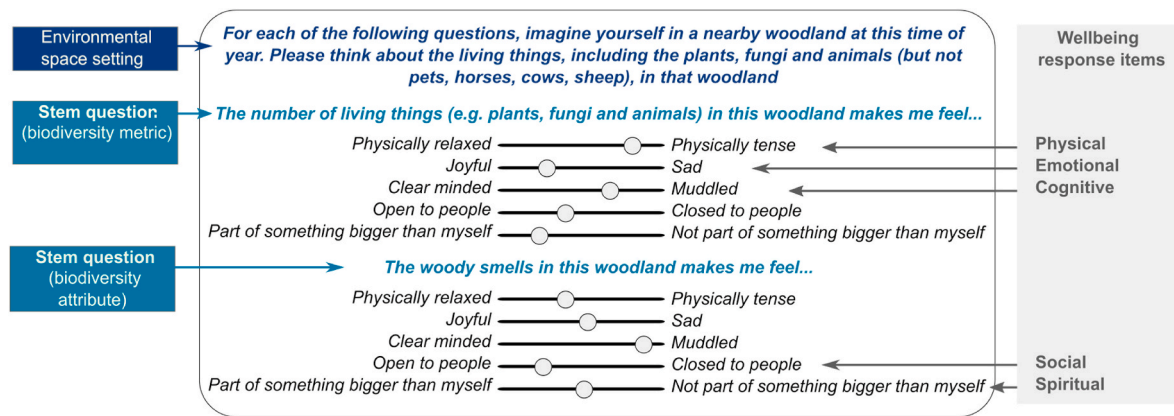 Environmental
space setting
For each of the following questions, imagine yourself in a nearby woodland at this time of
year. Please think about the living things, including the plants, fungi and animals (but not
pets, horses, cows, sheep), in that woodland
Wellbeing
response items
Stem question
(biodiversity metric)
The number of living things (e.g. plants, fungi and animals) in this woodland makes me feel...
Physically relaxed Physically tense Physical
Joyful Sad Emotional
Clear minded Muddled Cognitive
Open to people Closed to people
Part of something bigger than myself Not part of something bigger than myself
Stem question
(biodiversity
attribute)
The woody smells in this woodland makes me feel...
Physically relaxed Physically tense
Joyful Sad
Clear minded Muddled
Open to people Closed to people Social
Part of something bigger than myself Not part of something bigger than myself Spiritual